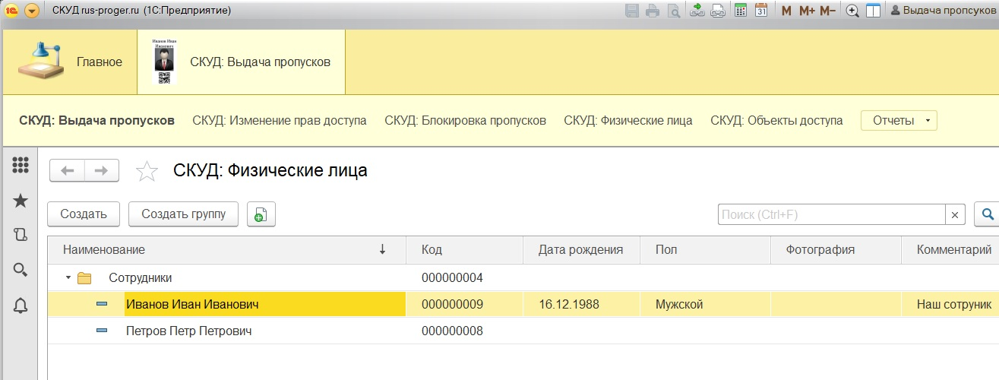 1С СКУД rus-proger.ru (1С:Предприятие) 31 M M+ M− Выдача пропсуков
Иванов Иван
Иванович
Главное СКУД: Выдача пропусков
СКУД: Выдача пропусков СКУД: Изменение прав доступа СКУД: Блокировка пропусков СКУД: Физические лица СКУД: Объекты доступа Отчеты
СКУД: Физические лица
Создать Создать группу Поиск (Ctrl+F) ×
Наименование ↓ Код Дата рождения Пол Фотография Комментарий
Сотрудники 000000004
Иванов Иван Иванович 000000009 16.12.1988 Мужской Наш сотруник
Петров Петр Петрович 000000008